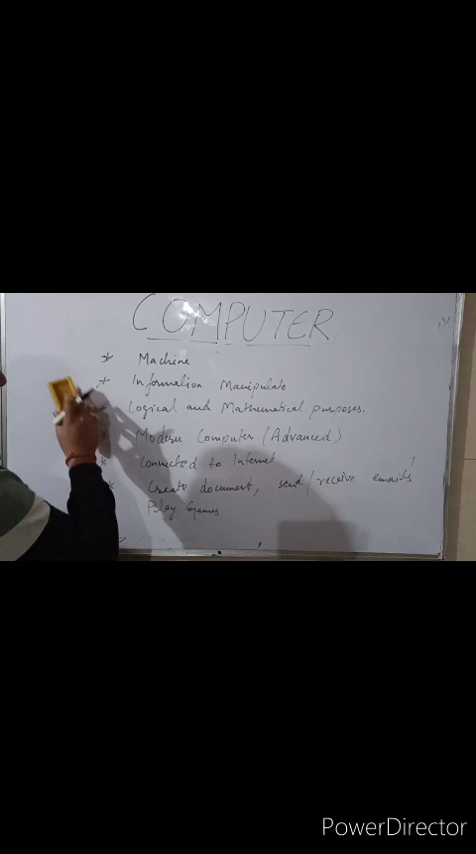 COMPUTER
* Machine
* Information Manipulate
* Logical and Mathematical purposes.
* Modern Computer (Advanced)
* Connected to Internet
* Create document, send/receive emails
Play Games
PowerDirector